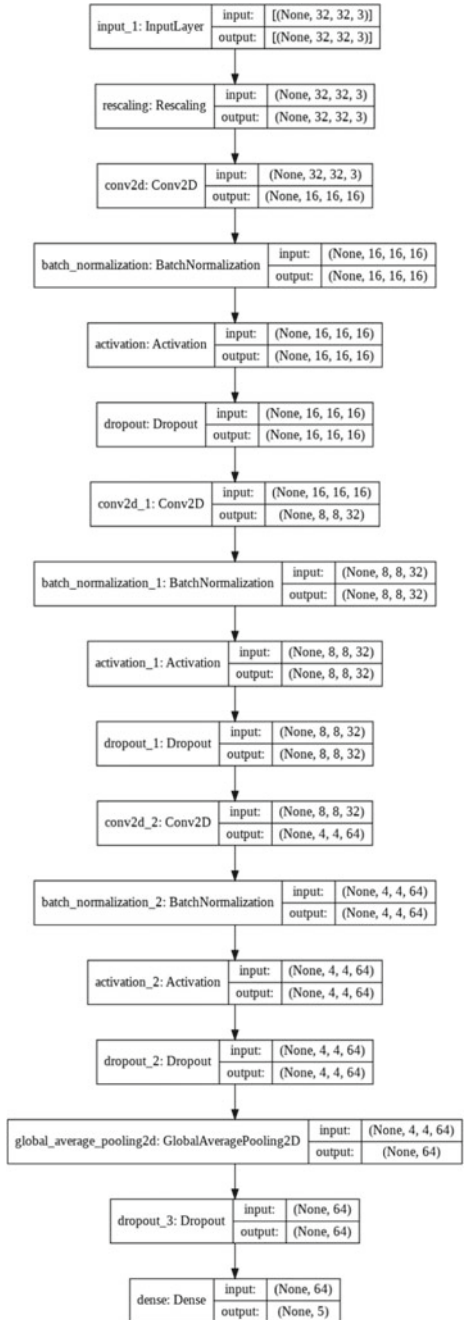 input_1: InputLayer
input: [(None, 32, 32, 3)]
output: [(None, 32, 32, 3)]
rescaling: Rescaling
input: (None, 32, 32, 3)
output: (None, 32, 32, 3)
conv2d: Conv2D
input: (None, 32, 32, 3)
output: (None, 16, 16, 16)
batch_normalization: BatchNormalization
input: (None, 16, 16, 16)
output: (None, 16, 16, 16)
activation: Activation
input: (None, 16, 16, 16)
output: (None, 16, 16, 16)
dropout: Dropout
input: (None, 16, 16, 16)
output: (None, 16, 16, 16)
conv2d_1: Conv2D
input: (None, 16, 16, 16)
output: (None, 8, 8, 32)
batch_normalization_1: BatchNormalization
input: (None, 8, 8, 32)
output: (None, 8, 8, 32)
activation_1: Activation
input: (None, 8, 8, 32)
output: (None, 8, 8, 32)
dropout_1: Dropout
input: (None, 8, 8, 32)
output: (None, 8, 8, 32)
conv2d_2: Conv2D
input: (None, 8, 8, 32)
output: (None, 4, 4, 64)
batch_normalization_2: BatchNormalization
input: (None, 4, 4, 64)
output: (None, 4, 4, 64)
activation_2: Activation
input: (None, 4, 4, 64)
output: (None, 4, 4, 64)
dropout_2: Dropout
input: (None, 4, 4, 64)
output: (None, 4, 4, 64)
global_average_pooling2d: GlobalAveragePooling2D
input: (None, 4, 4, 64)
output: (None, 64)
dropout_3: Dropout
input: (None, 64)
output: (None, 64)
dense: Dense
input: (None, 64)
output: (None, 5)